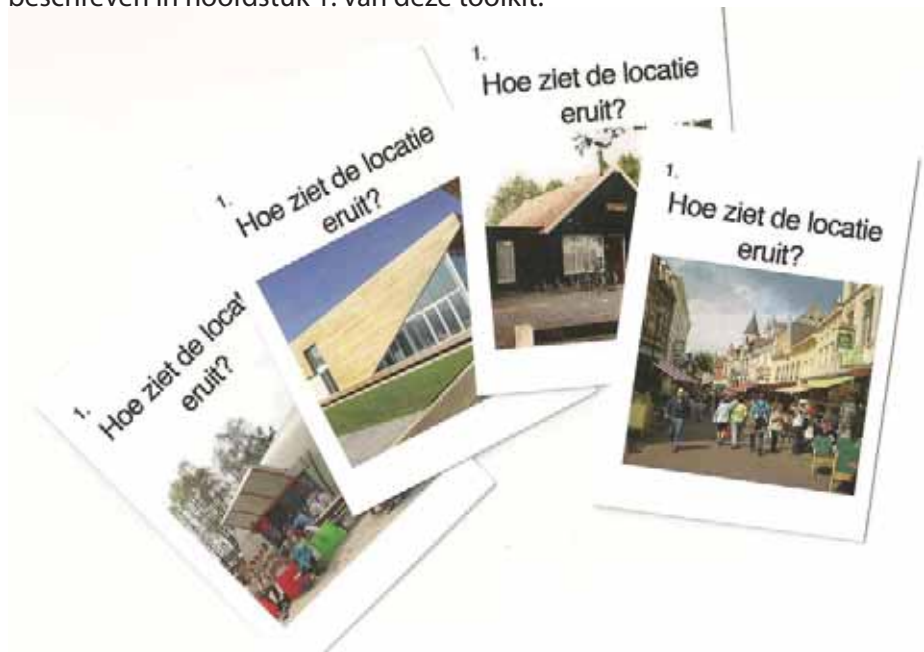 beschreven in hoofdstuk 1. van deze toolkit.
1.
Hoe ziet de locatie
eruit?
1.
Hoe ziet de locatie
eruit?
1.
Hoe ziet de locatie
eruit?
1.
Hoe ziet de locat
eruit?